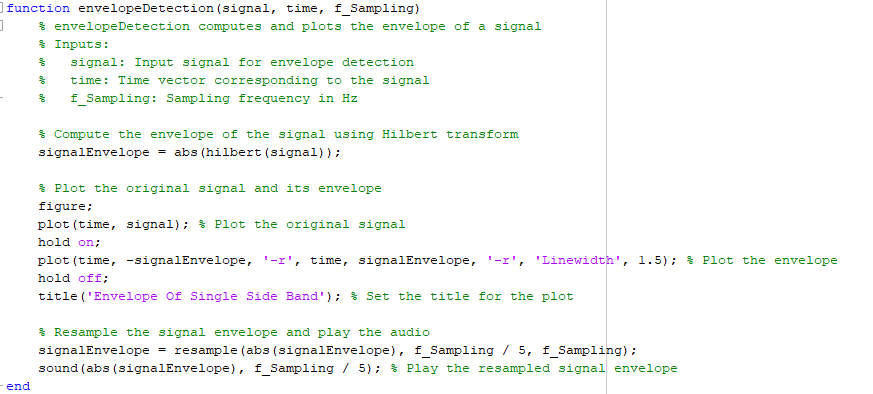 function envelopeDetection(signal, time, f_Sampling)
% envelopeDetection computes and plots the envelope of a signal
% Inputs:
%   signal: Input signal for envelope detection
%   time: Time vector corresponding to the signal
%   f_Sampling: Sampling frequency in Hz
% Compute the envelope of the signal using Hilbert transform
signalEnvelope = abs(hilbert(signal));
% Plot the original signal and its envelope
figure;
plot(time, signal); % Plot the original signal
hold on;
plot(time, -signalEnvelope, '-r', time, signalEnvelope, '-r', 'Linewidth', 1.5); % Plot the envelope
hold off;
title('Envelope Of Single Side Band'); % Set the title for the plot
% Resample the signal envelope and play the audio
signalEnvelope = resample(abs(signalEnvelope), f_Sampling / 5, f_Sampling);
sound(abs(signalEnvelope), f_Sampling / 5); % Play the resampled signal envelope
end